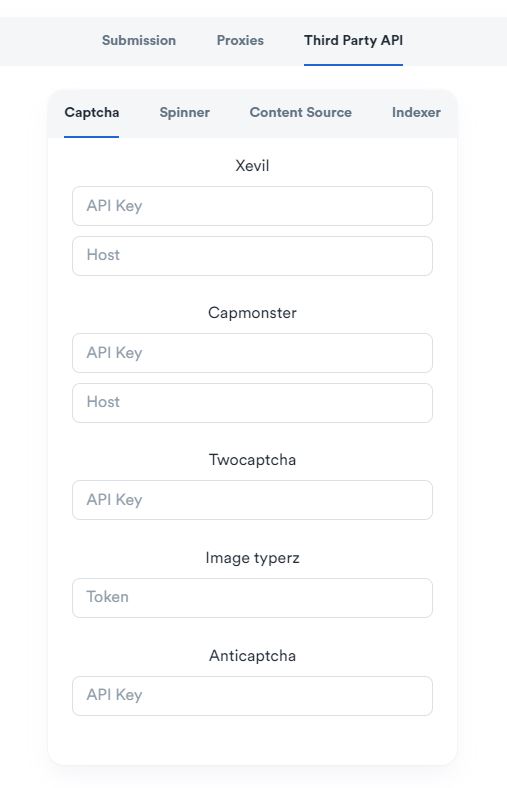 Submission Proxies Third Party API
Captcha Spinner Content Source Indexer
Xevil
API Key
Host
Capmonster
API Key
Host
Twocaptcha
API Key
Image typerz
Token
Anticaptcha
API Key